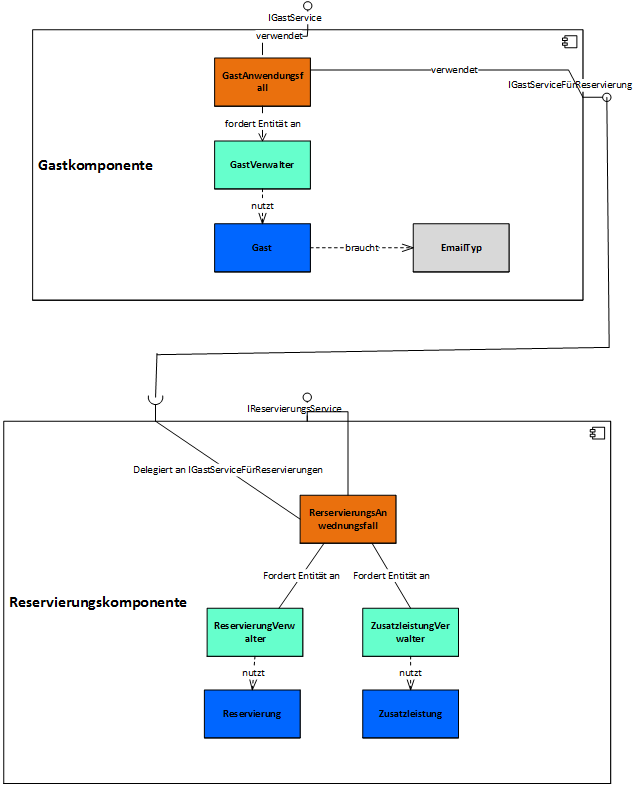 IGastService
verwendet
GastAnwendungsf
all
verwendet
IGastServiceFürReservierung
fordert Entität an
Gastkomponente
GastVerwalter
nutzt
Gast
braucht
EmailTyp
IReservierungsService
Delegiert an IGastServiceFürReservierungen
RerservierungsAn
wednungsfall
Fordert Entität an
Fordert Entität an
Reservierungskomponente
ReservierungVerw
alter
ZusatzleistungVer
walter
nutzt
nutzt
Reservierung
Zusatzleistung